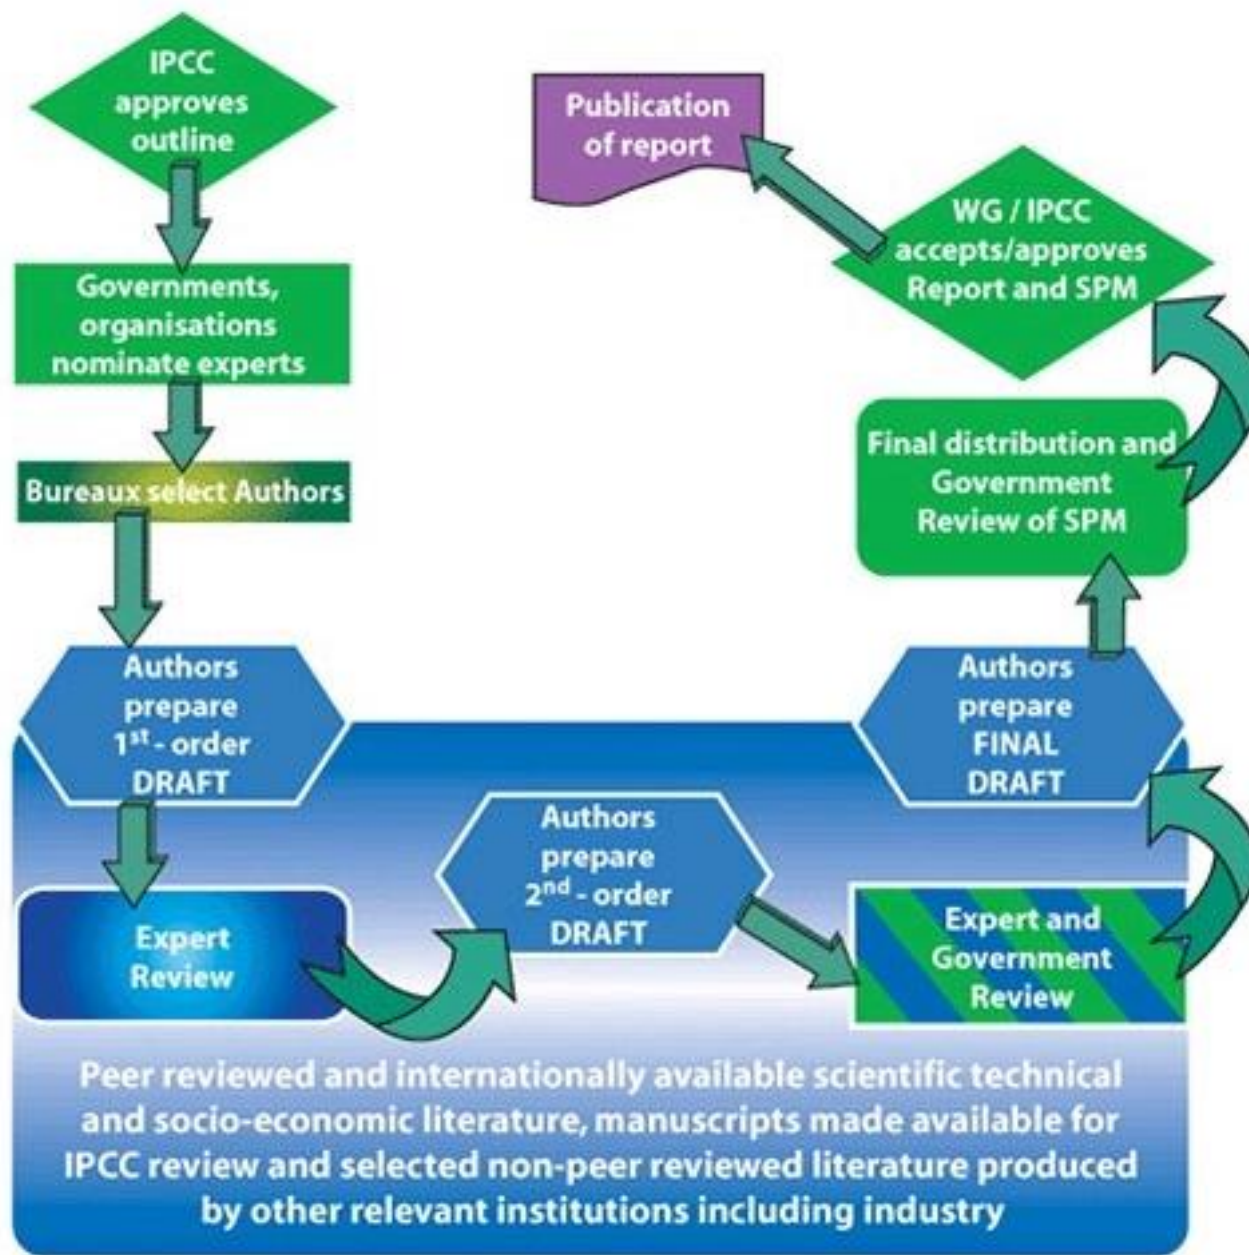 IPCC
approves
outline
Governments,
organisations
nominate experts
Bureaux select Authors
Authors
prepare
1st - order
DRAFT
Expert
Review
Authors
prepare
2nd - order
DRAFT
Expert and
Government
Review
Authors
prepare
FINAL
DRAFT
Final distribution and
Government
Review of SPM
WG / IPCC
accepts/approves
Report and SPM
Publication
of report
Peer reviewed and internationally available scientific technical
and socio-economic literature, manuscripts made available for
IPCC review and selected non-peer reviewed literature produced
by other relevant institutions including industry